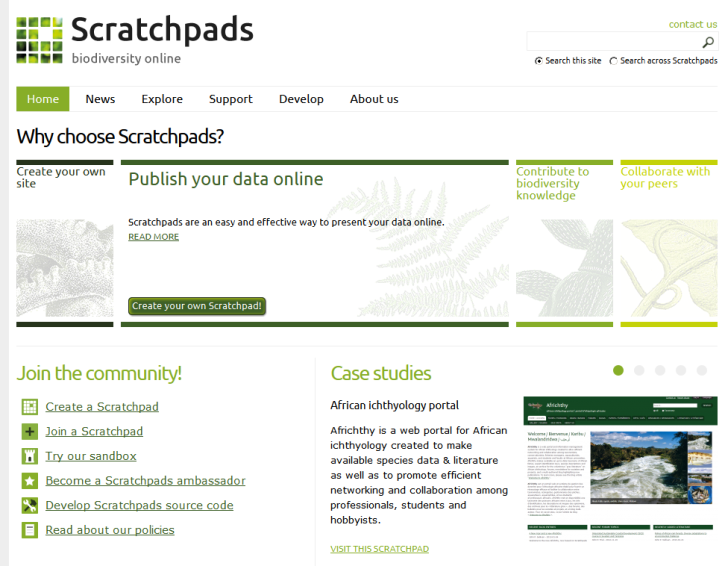 Scratchpads
biodiversity online
contact us
Search this site
Search across Scratchpads
Home
News
Explore
Support
Develop
About us
Why choose Scratchpads?
Create your own
site
Publish your data online
Scratchpads are an easy and effective way to present your data online.
READ MORE
Create your own Scratchpad!
Contribute to
biodiversity
knowledge
Collaborate with
your peers
Join the community!
Create a Scratchpad
Join a Scratchpad
Try our sandbox
Become a Scratchpads ambassador
Develop Scratchpads source code
Read about our policies
Case studies
African ichthyology portal
Africhthy is a web portal for African
ichthyology created to make
available species data & literature
as well as to promote efficient
networking and collaboration among
professionals, students and
hobbyists.
VISIT THIS SCRATCHPAD
Africhthy